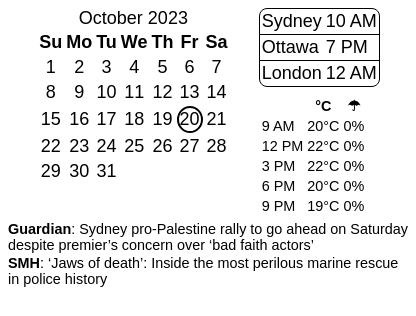 October 2023
Su Mo Tu We Th Fr Sa
1 2 3 4 5 6 7
8 9 10 11 12 13 14
15 16 17 18 19 20 21
22 23 24 25 26 27 28
29 30 31
Sydney 10 AM
Ottawa 7 PM
London 12 AM
°C ☂
9 AM 20°C 0%
12 PM 22°C 0%
3 PM 22°C 0%
6 PM 20°C 0%
9 PM 19°C 0%
Guardian: Sydney pro-Palestine rally to go ahead on Saturday
despite premier’s concern over ‘bad faith actors’
SMH: ‘Jaws of death’: Inside the most perilous marine rescue
in police history